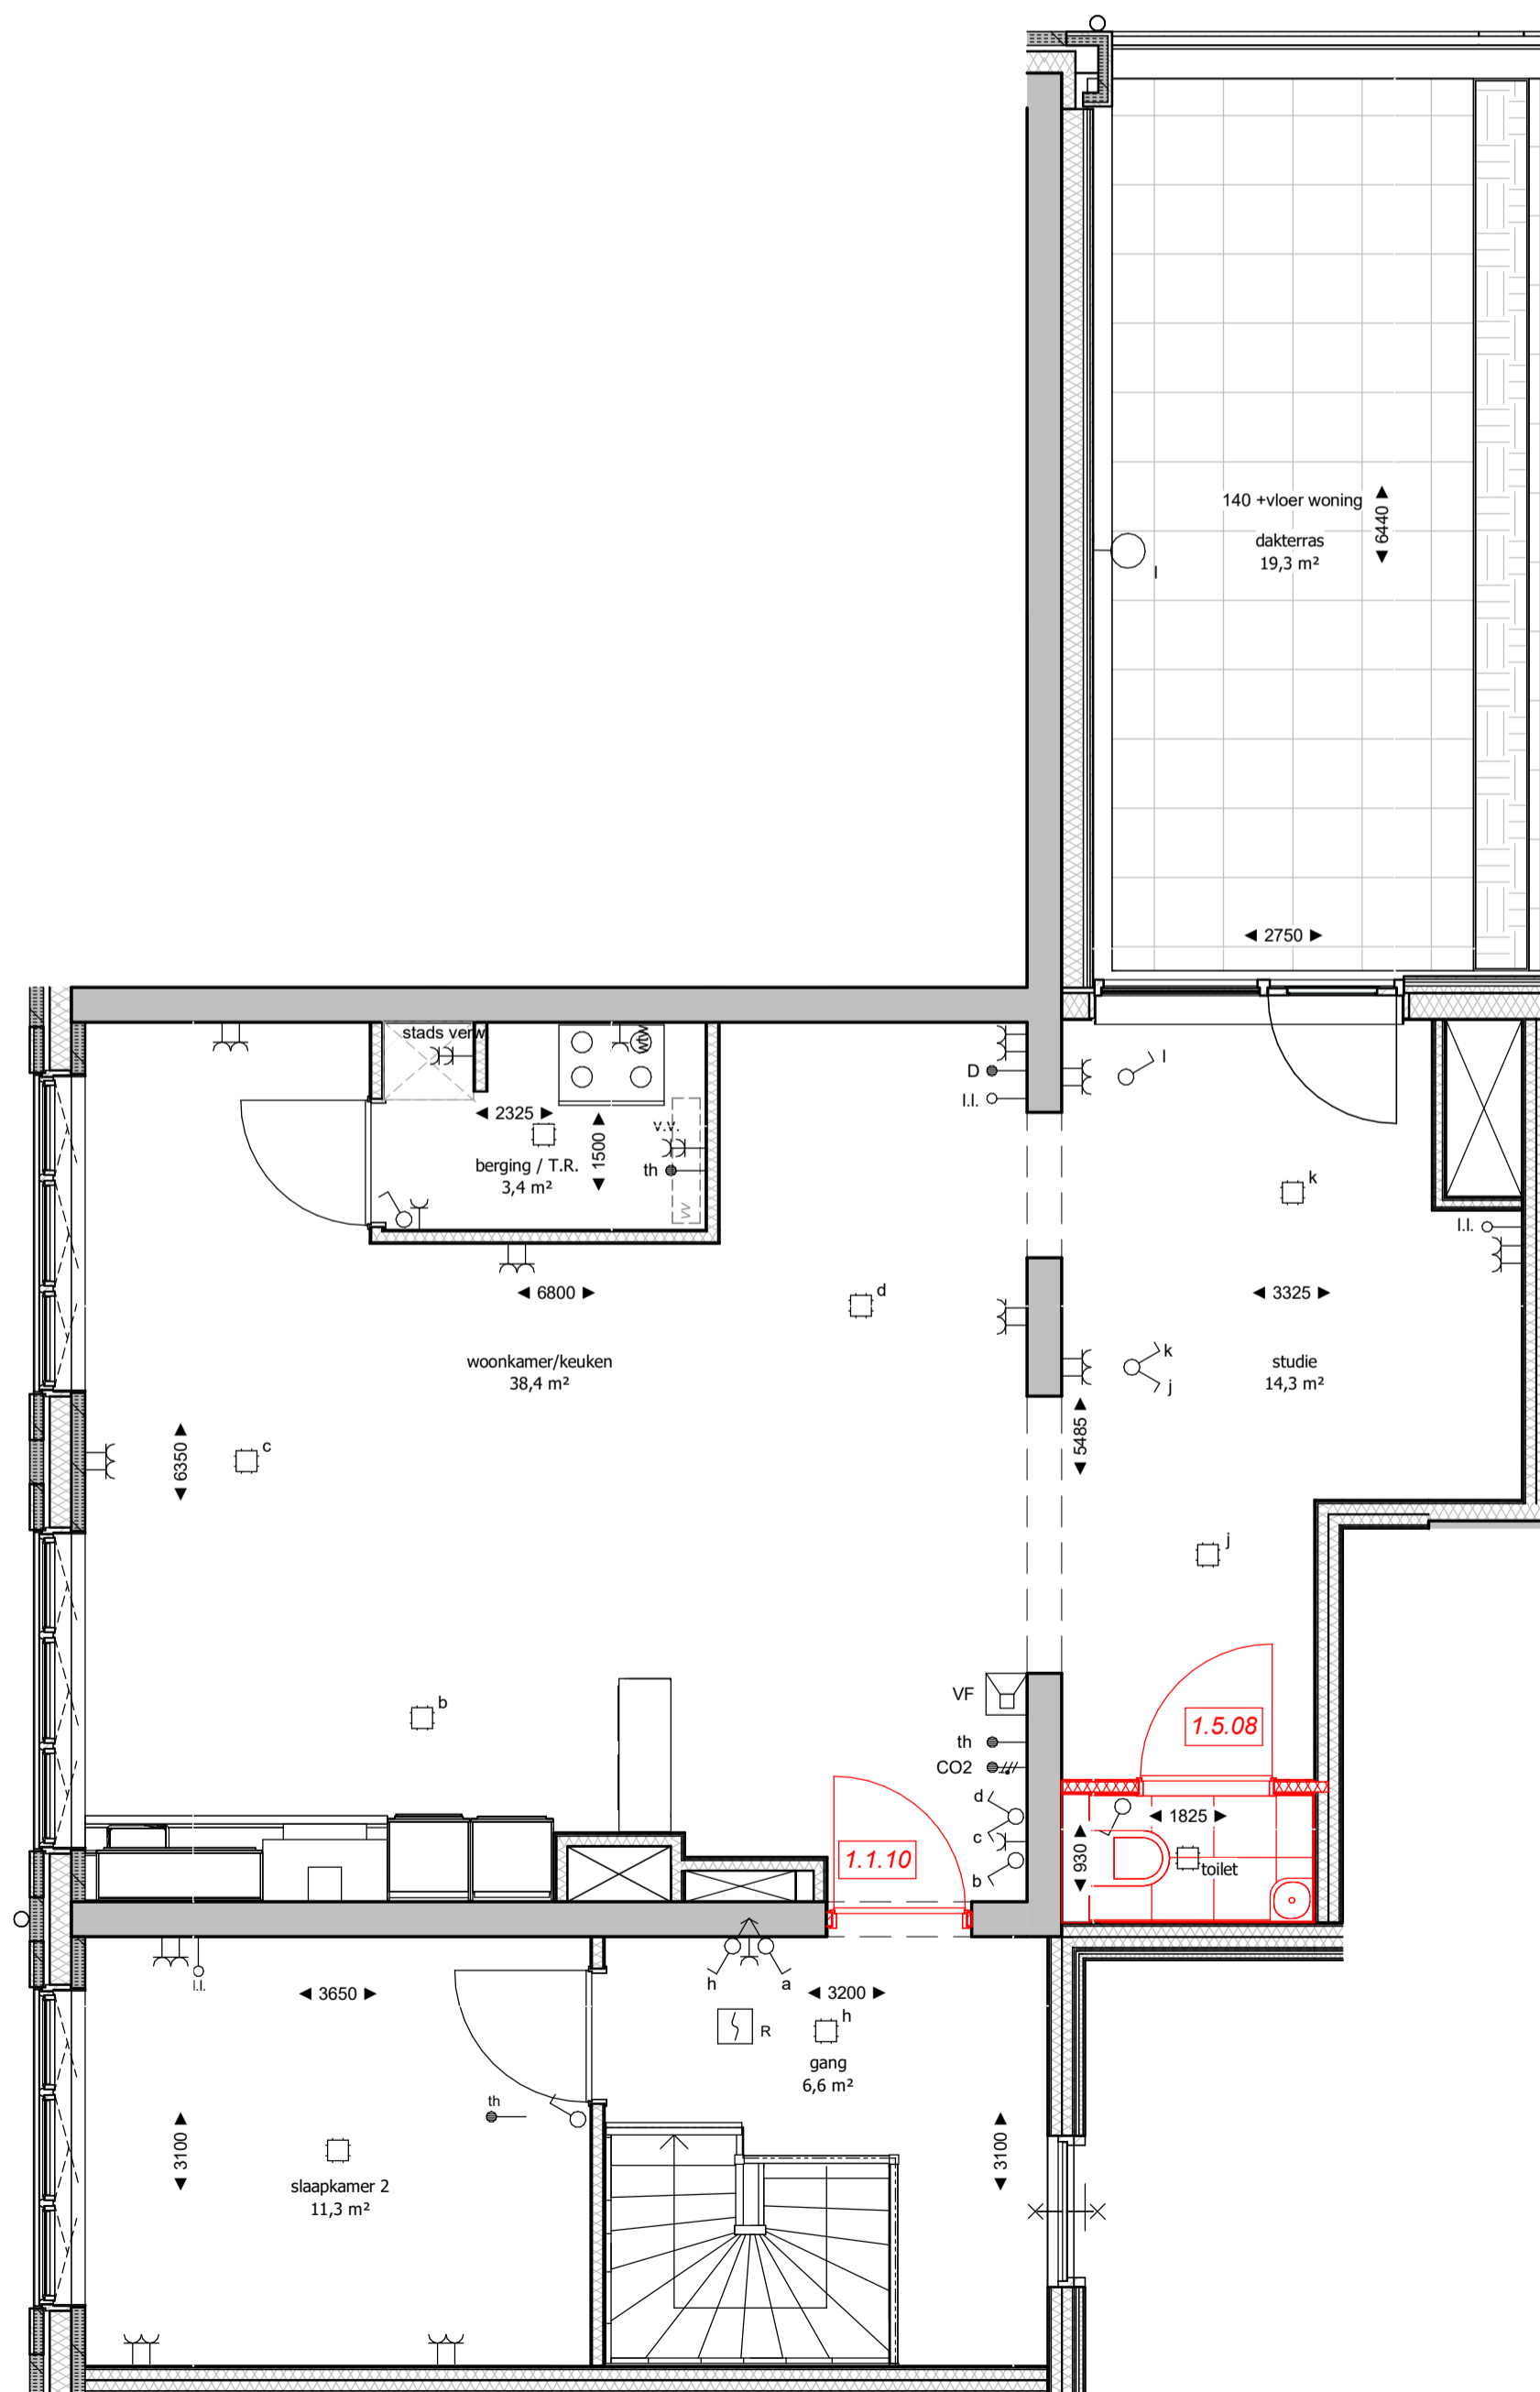 140 +vloer woning
6440
dakterras
19,3 m²
l
2750
stads verw
wtw
D
l.l.
l
2325
1500
v.v.
th
berging / T.R.
3,4 m²
vv
k
l.l.
6800
d
3325
woonkamer/keuken
38,4 m²
k
j
studie
14,3 m²
6350
c
5485
j
b
VF
th
CO2
1.5.08
d
c
b
1.1.10
1825
930
toilet
l.l.
3650
h
a
3200
h
R
gang
6,6 m²
th
3100
3100
slaapkamer 2
11,3 m²